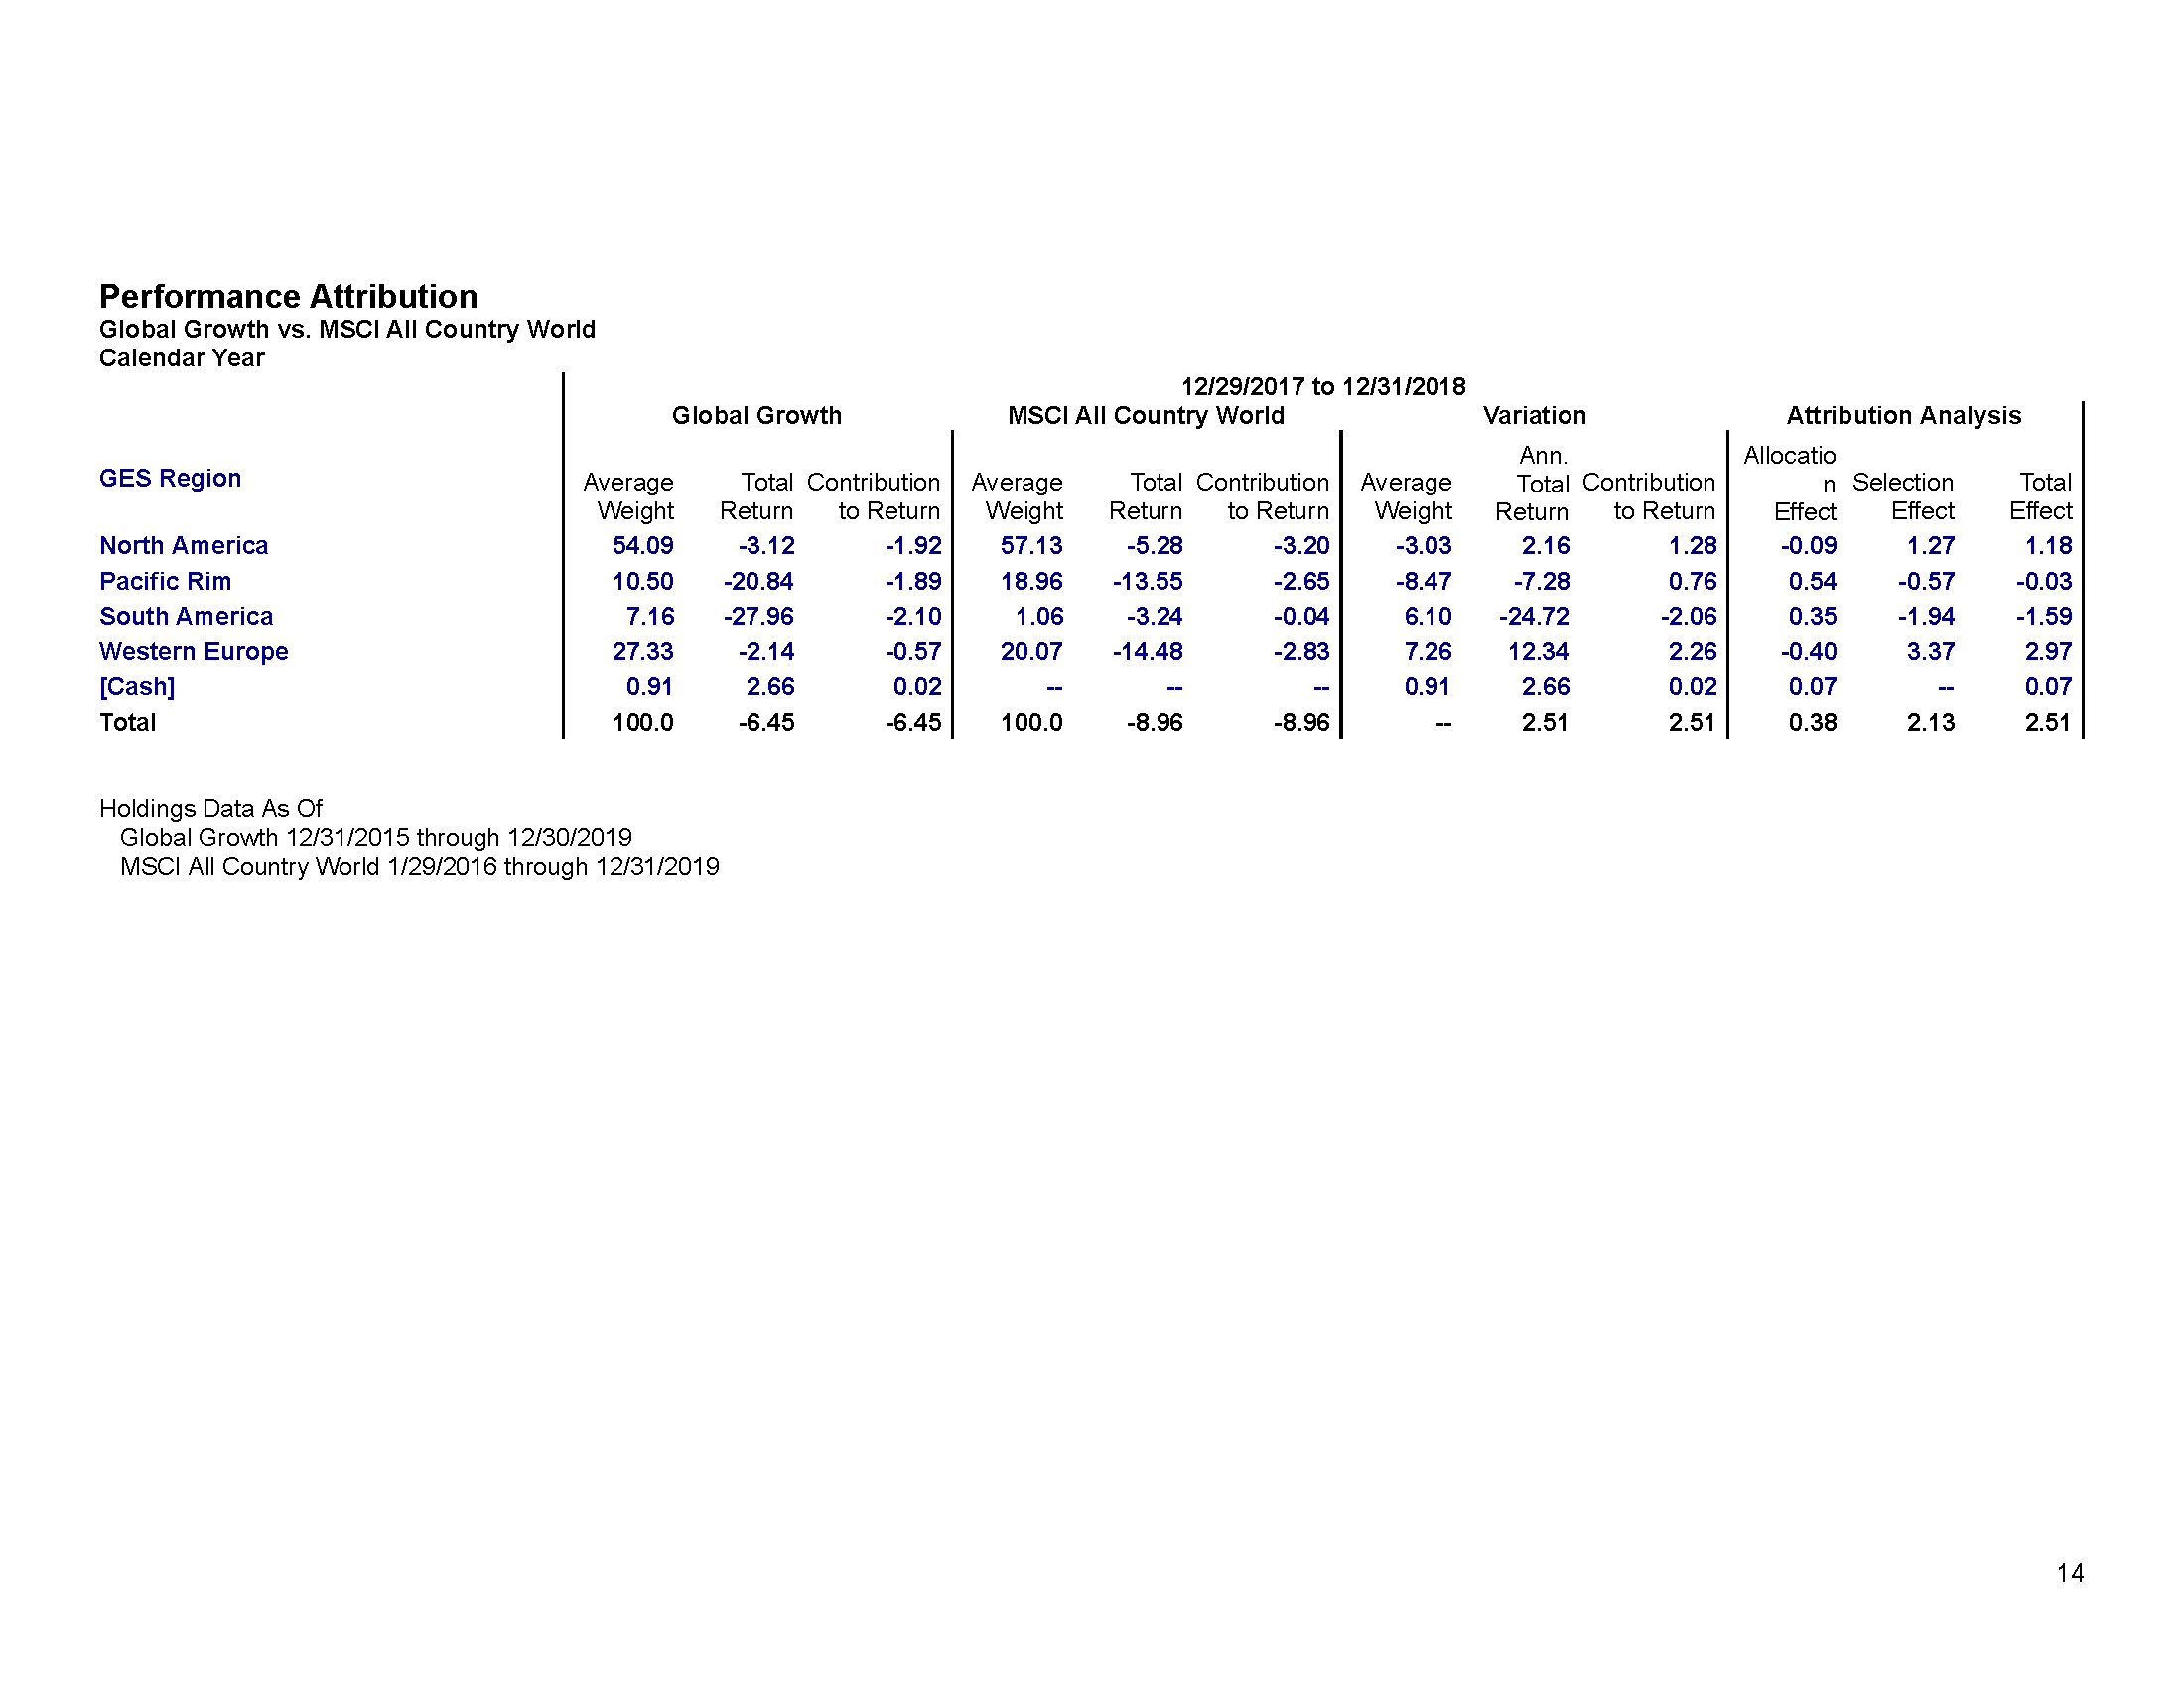 Performance Attribution
Global Growth vs. MSCI All Country World
Calendar Year
12/29/2017 to 12/31/2018
Global Growth MSCI All Country World Variation Attribution Analysis
GES Region Average Weight Total Return Contribution to Return Average Weight Total Return Contribution to Return Average Weight Ann. Total Return Contribution to Return Allocatio n Effect Selection Effect Total Effect
North America 54.09 -3.12 -1.92 57.13 -5.28 -3.20 -3.03 2.16 1.28 -0.09 1.27 1.18
Pacific Rim 10.50 -20.84 -1.89 18.96 -13.55 -2.65 -8.47 -7.28 0.76 0.54 -0.57 -0.03
South America 7.16 -27.96 -2.10 1.06 -3.24 -0.04 6.10 -24.72 -2.06 0.35 -1.94 -1.59
Western Europe 27.33 -2.14 -0.57 20.07 -14.48 -2.83 7.26 12.34 2.26 -0.40 3.37 2.97
[Cash] 0.91 2.66 0.02 -- -- -- 0.91 2.66 0.02 0.07 -- 0.07
Total 100.0 -6.45 -6.45 100.0 -8.96 -8.96 -- 2.51 2.51 0.38 2.13 2.51
Holdings Data As Of
Global Growth 12/31/2015 through 12/30/2019
MSCI All Country World 1/29/2016 through 12/31/2019
14